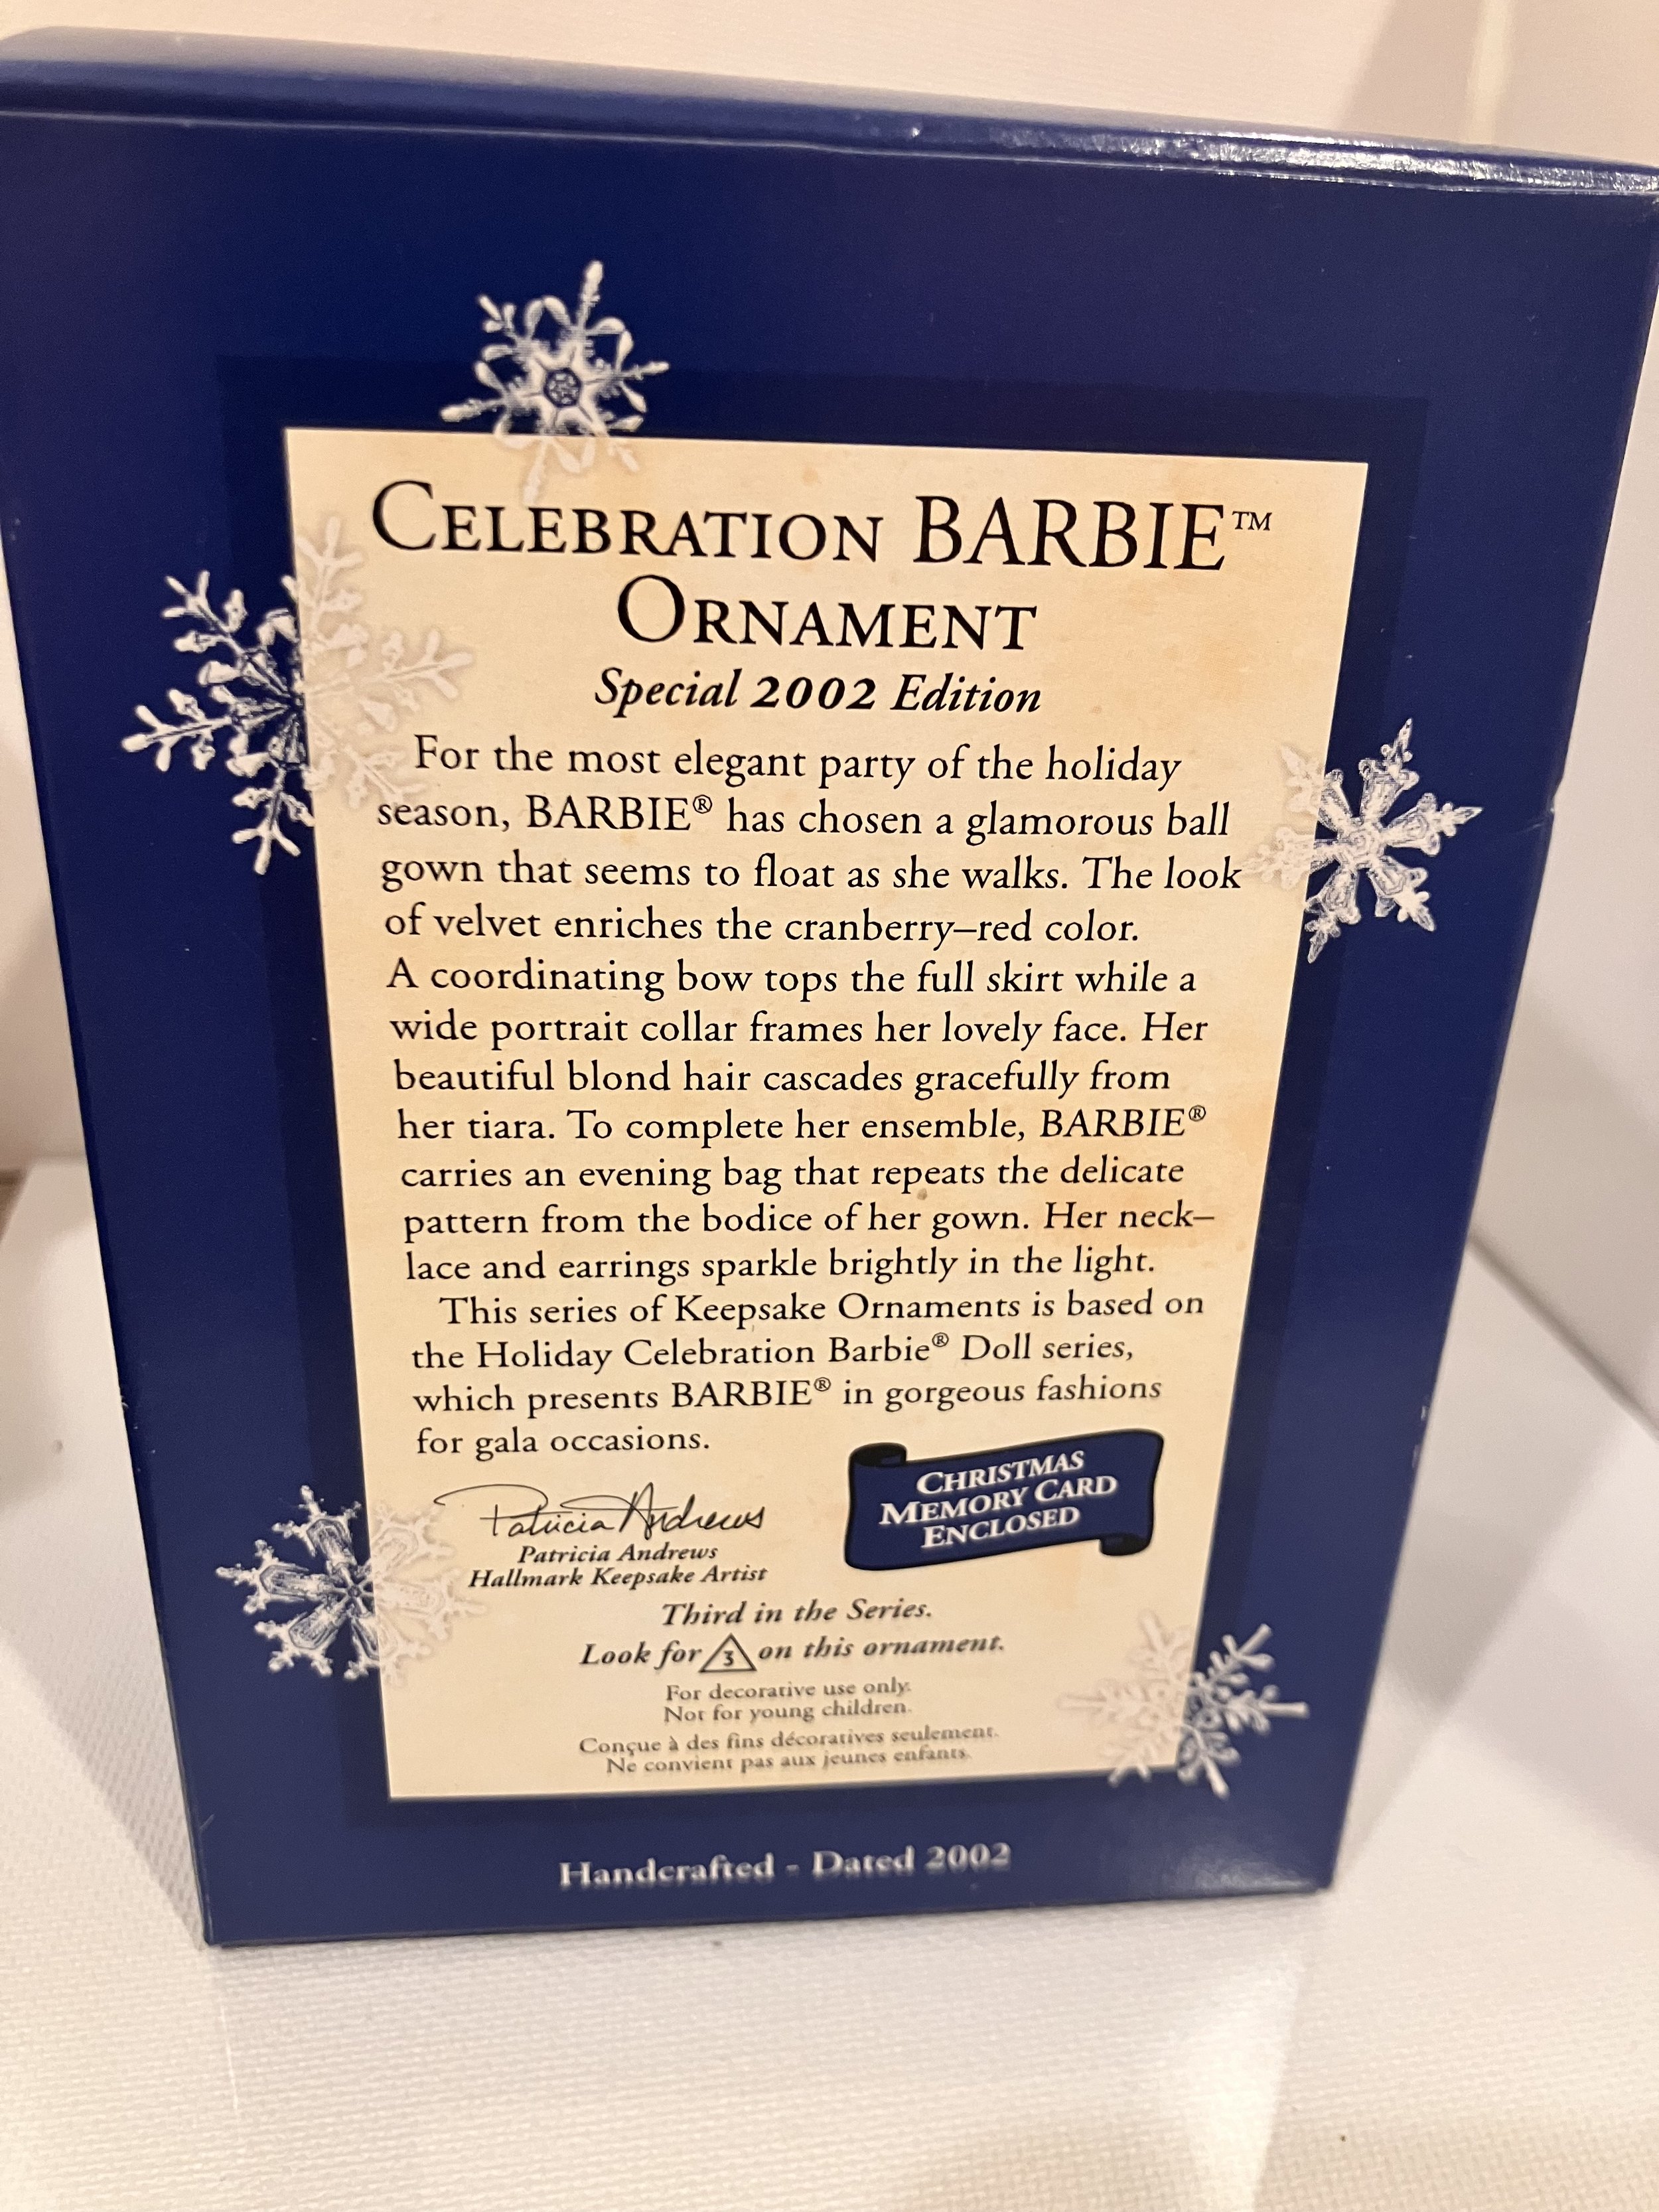 CELEBRATION BARBIE™
ORNAMENT
Special 2002 Edition
For the most elegant party of the holiday
season, BARBIE® has chosen a glamorous ball
gown that seems to float as she walks. The look
of velvet enriches the cranberry–red color.
A coordinating bow tops the full skirt while a
wide portrait collar frames her lovely face. Her
beautiful blond hair cascades gracefully from
her tiara. To complete her ensemble, BARBIE®
carries an evening bag that repeats the delicate
pattern from the bodice of her gown. Her neck–
lace and earrings sparkle brightly in the light.
This series of Keepsake Ornaments is based on
the Holiday Celebration Barbie® Doll series,
which presents BARBIE® in gorgeous fashions
for gala occasions.
CHRISTMAS
MEMORY CARD
ENCLOSED
Patricia Andrews
Patricia Andrews
Hallmark Keepsake Artist
Third in the Series.
Look for 3 on this ornament.
For decorative use only.
Not for young children.
Conçue à des fins décoratives seulement.
Ne convient pas aux jeunes enfants.
Handcrafted - Dated 2002